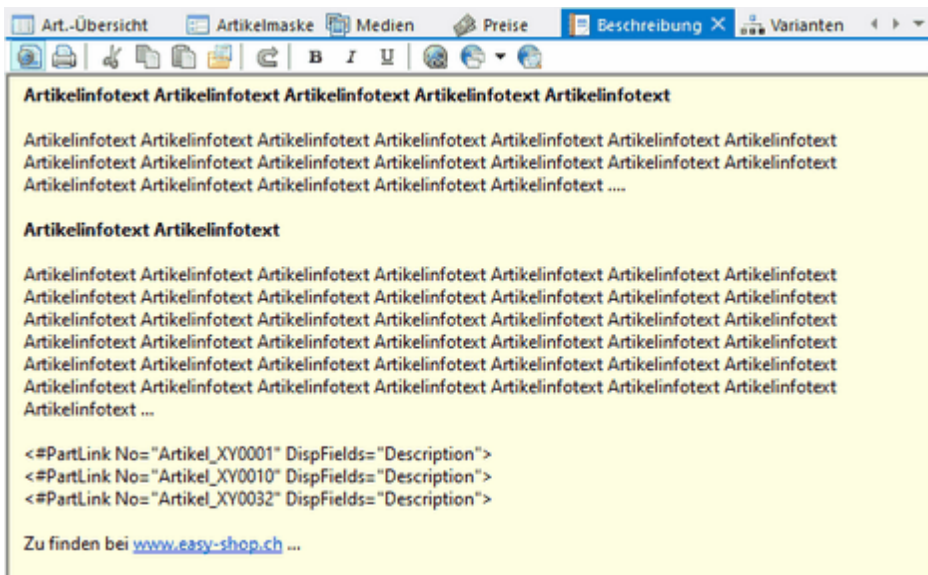 Art.-Übersicht Artikelmaske Medien Preise Beschreibung Varianten
B I U
Artikelinfotext Artikelinfotext Artikelinfotext Artikelinfotext Artikelinfotext
Artikelinfotext Artikelinfotext Artikelinfotext Artikelinfotext Artikelinfotext Artikelinfotext Artikelinfotext
Artikelinfotext Artikelinfotext Artikelinfotext Artikelinfotext Artikelinfotext Artikelinfotext Artikelinfotext
Artikelinfotext Artikelinfotext Artikelinfotext Artikelinfotext Artikelinfotext ....
Artikelinfotext Artikelinfotext
Artikelinfotext Artikelinfotext Artikelinfotext Artikelinfotext Artikelinfotext Artikelinfotext Artikelinfotext
Artikelinfotext Artikelinfotext Artikelinfotext Artikelinfotext Artikelinfotext Artikelinfotext Artikelinfotext
Artikelinfotext Artikelinfotext Artikelinfotext Artikelinfotext Artikelinfotext Artikelinfotext Artikelinfotext
Artikelinfotext Artikelinfotext Artikelinfotext Artikelinfotext Artikelinfotext Artikelinfotext Artikelinfotext
Artikelinfotext Artikelinfotext Artikelinfotext Artikelinfotext Artikelinfotext Artikelinfotext Artikelinfotext
Artikelinfotext Artikelinfotext Artikelinfotext Artikelinfotext Artikelinfotext Artikelinfotext Artikelinfotext
Artikelinfotext ...
<#PartLink No="Artikel_XY0001" DispFields="Description">
<#PartLink No="Artikel_XY0010" DispFields="Description">
<#PartLink No="Artikel_XY0032" DispFields="Description">
Zu finden bei www.easy-shop.ch ...